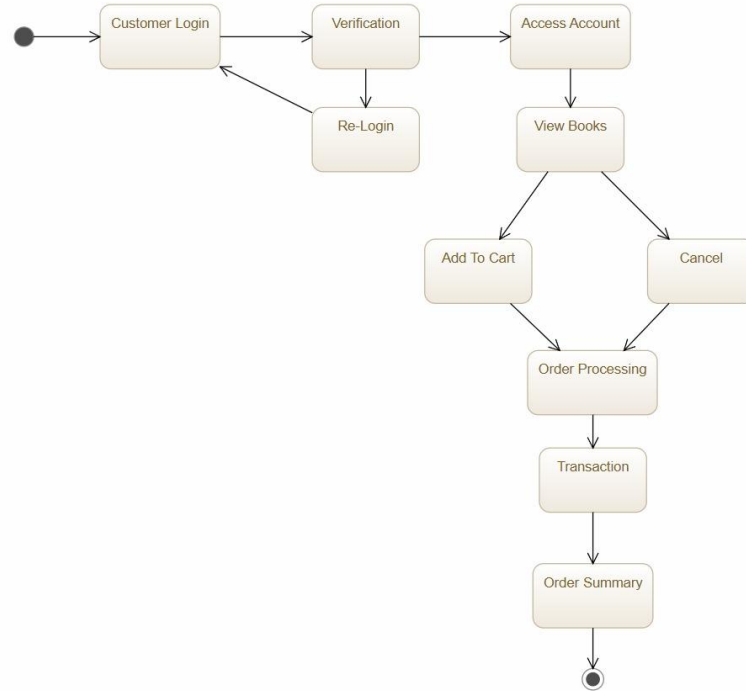 Customer Login
Verification
Access Account
Re-Login
View Books
Add To Cart
Cancel
Order Processing
Transaction
Order Summary